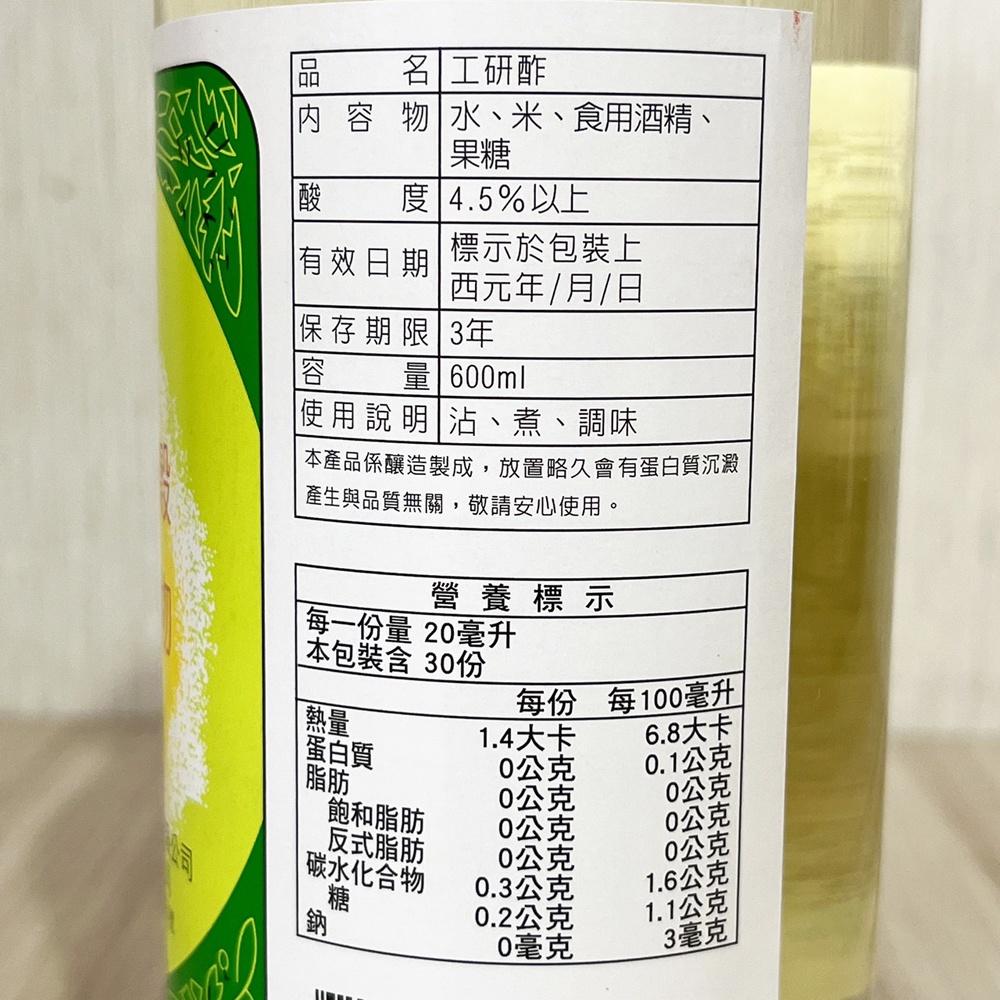 品名 工研酢
內容物 水、米、食用酒精、
果糖
酸度 4.5%以上
有效日期 標示於包裝上
西元年/月/日
保存期限 3年
容量 600ml
使用說明 沾、煮、調味
本產品係釀造製成，放置略久會有蛋白質沉澱
產生與品質無關，敬請安心使用。
營養標示
每一份量 20毫升
本包裝含 30份
每份 每100毫升
熱量 1.4大卡 6.8大卡
蛋白質 0公克 0.1公克
脂肪 0公克 0公克
飽和脂肪 0公克 0公克
反式脂肪 0公克 0公克
碳水化合物 0.3公克 1.6公克
糖 0.2公克 1.1公克
鈉 0毫克 3毫克
公司